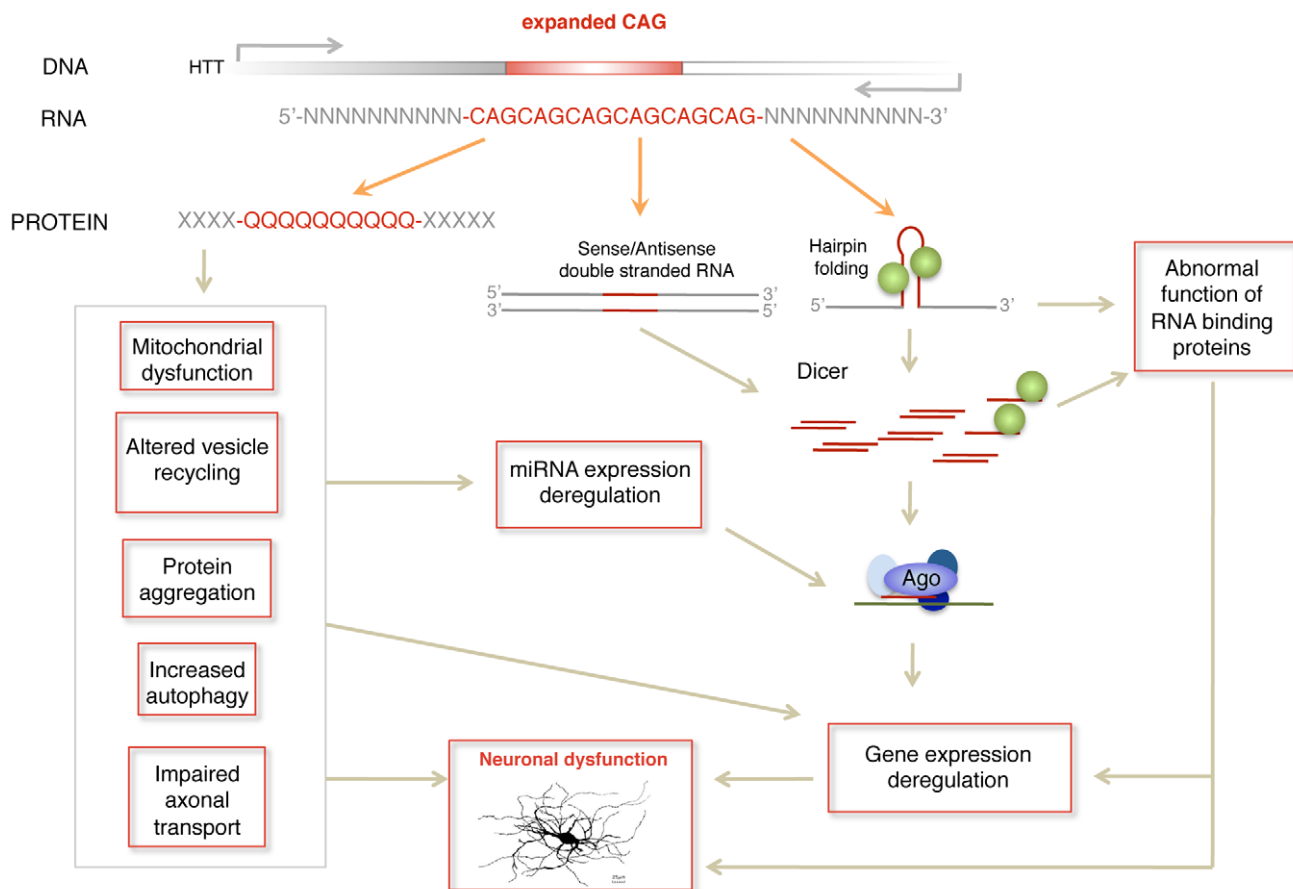 expanded CAG
DNA
HTT
RNA
5’-NNNNNNNNNN-CAGCAGCAGCAGCAGCAG-NNNNNNNNNN-3’
PROTEIN
XXXX-QQQQQQQQQQ-XXXXX
Sense/Antisense
double stranded RNA
5’ 3’
3’ 5’
Hairpin
folding
5’ 3’
Abnormal
function of
RNA binding
proteins
Dicer
Mitochondrial
dysfunction
Altered vesicle
recycling
Protein
aggregation
Increased
autophagy
Impaired
axonal
transport
miRNA expression
deregulation
Ago
Gene expression
deregulation
Neuronal dysfunction